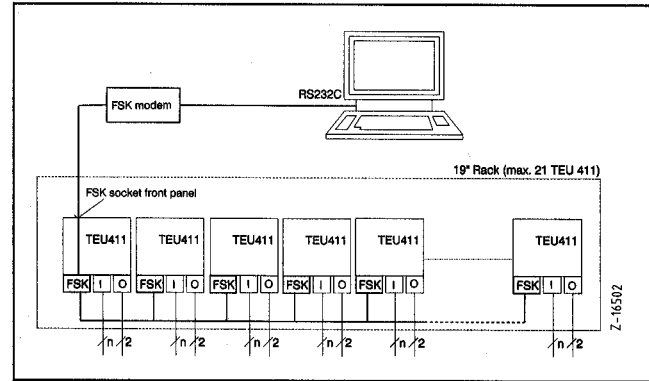 RS232C
FSK modem
19" Rack (max. 21 TEU 411)
FSK socket front panel
TEU411 TEU411 TEU411 TEU411 TEU411 TEU411
FSK I O FSK I O FSK I O FSK I O FSK I O FSK I O
n 2 n 2 n 2 n 2 n 2 n 2
Z-16502